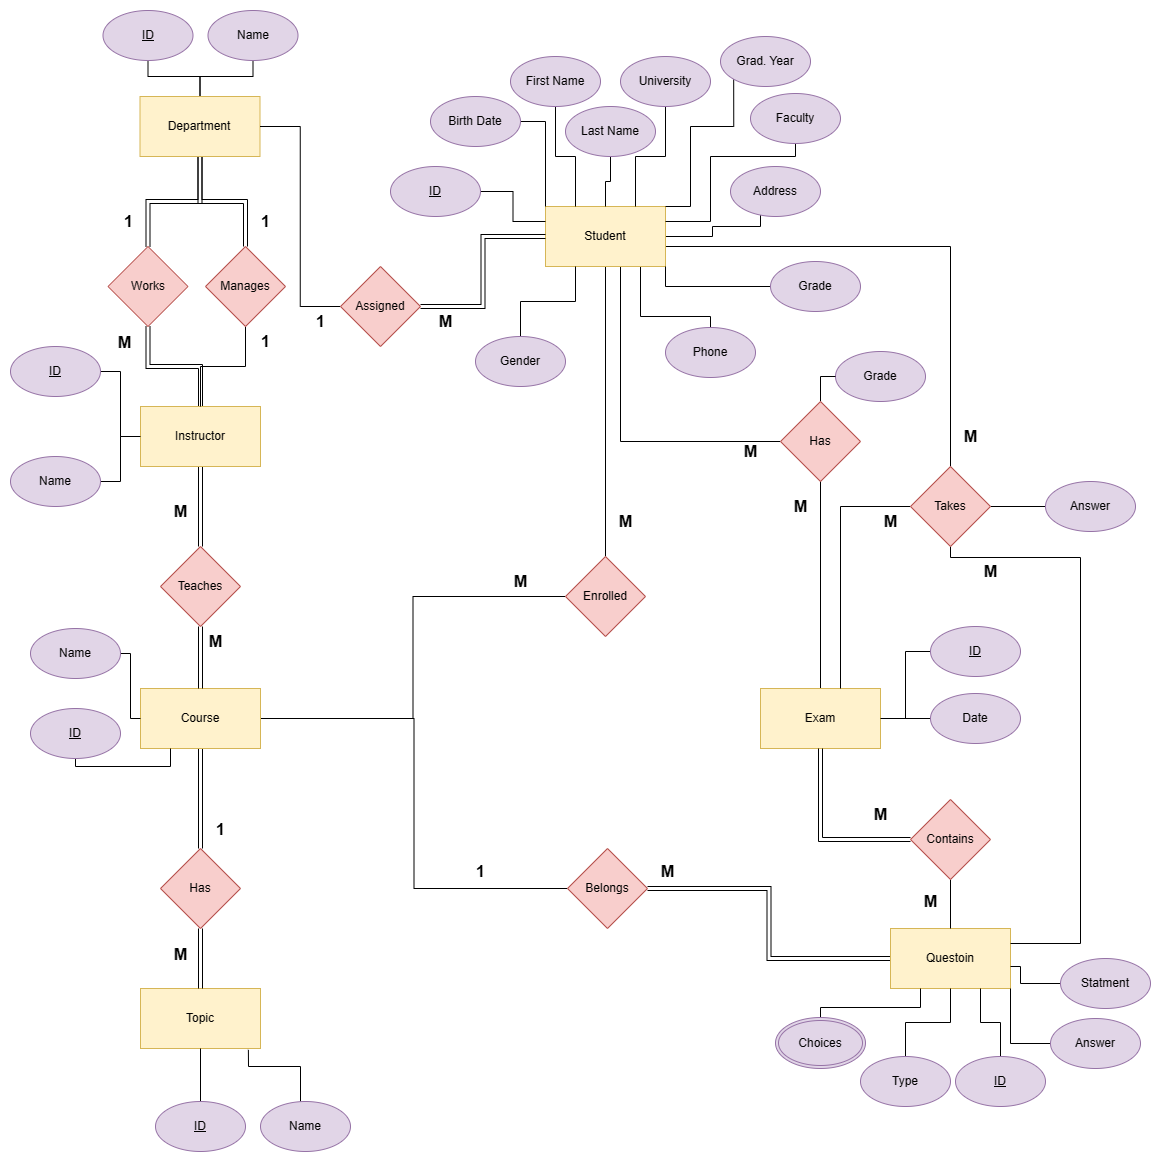 ID
Name
Department
First Name
University
Grad. Year
Birth Date
Last Name
Faculty
ID
Address
Student
1
1
Works
Manages
Assigned
Grade
1
M
M
1
Gender
Phone
ID
Grade
Instructor
Has
M
M
Name
M
M
Takes
Answer
M
M
M
M
Teaches
Enrolled
M
Name
ID
Course
Exam
Date
ID
1
M
Contains
1
M
Has
Belongs
M
M
Questoin
Statment
Topic
Choices
Answer
Type
ID
ID
Name